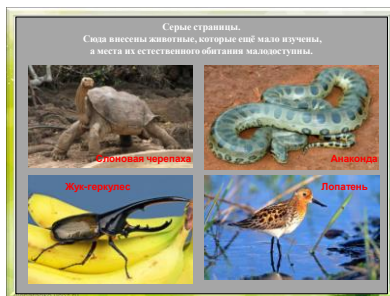 Серые страницы.
Сюда внесены животные, которые ещё мало изучены,
а места их естественного обитания малодоступны.
Слоновая черепаха
Анаконда
Жук-геркулес
Лопатень